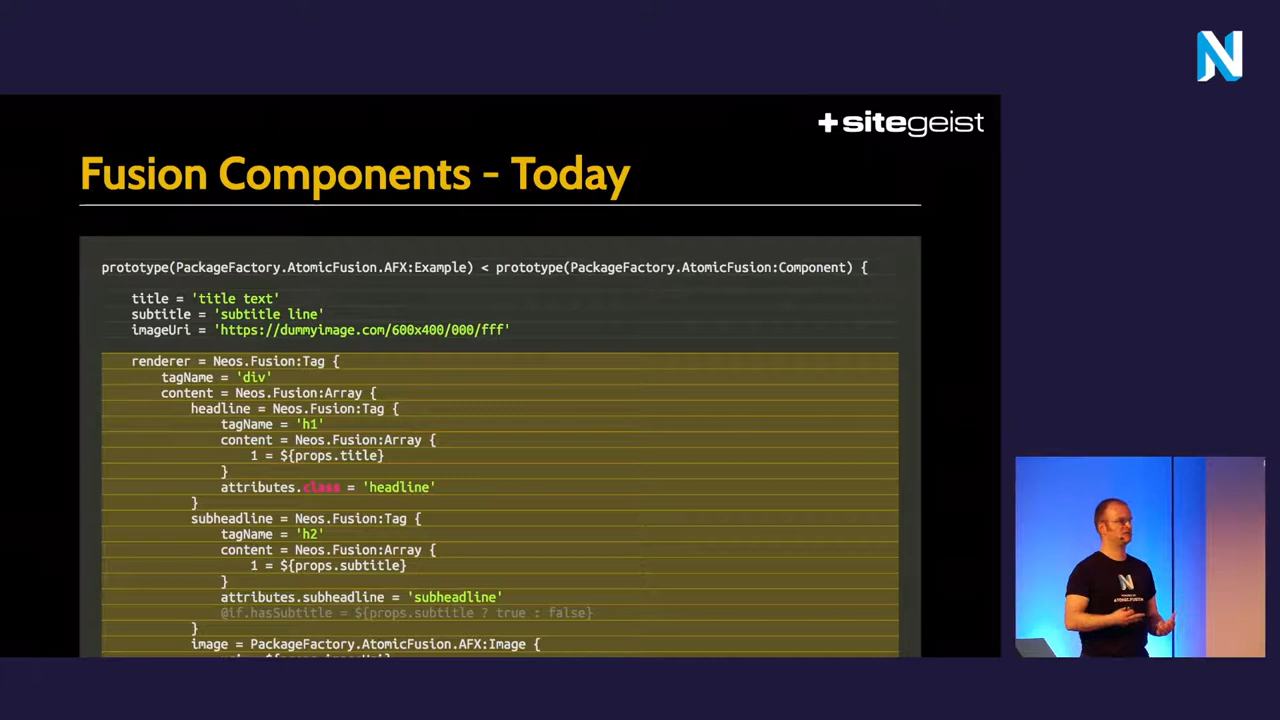 N
+sitegeist
Fusion Components - Today
prototype(PackageFactory.AtomicFusion.AFX:Example) < prototype(PackageFactory.AtomicFusion:Component) {
title = 'title text'
subtitle = 'subtitle line'
imageUri = 'https://dummyimage.com/600x400/000/fff'
renderer = Neos.Fusion:Tag {
tagName = 'div'
content = Neos.Fusion:Array {
headline = Neos.Fusion:Tag {
tagName = 'h1'
content = Neos.Fusion:Array {
1 = ${props.title}
}
attributes.class = 'headline'
}
subheadline = Neos.Fusion:Tag {
tagName = 'h2'
content = Neos.Fusion:Array {
1 = ${props.subtitle}
}
attributes.subheadline = 'subheadline'
@if.hasSubtitle = ${props.subtitle ? true : false}
}
image = PackageFactory.AtomicFusion.AFX:Image {